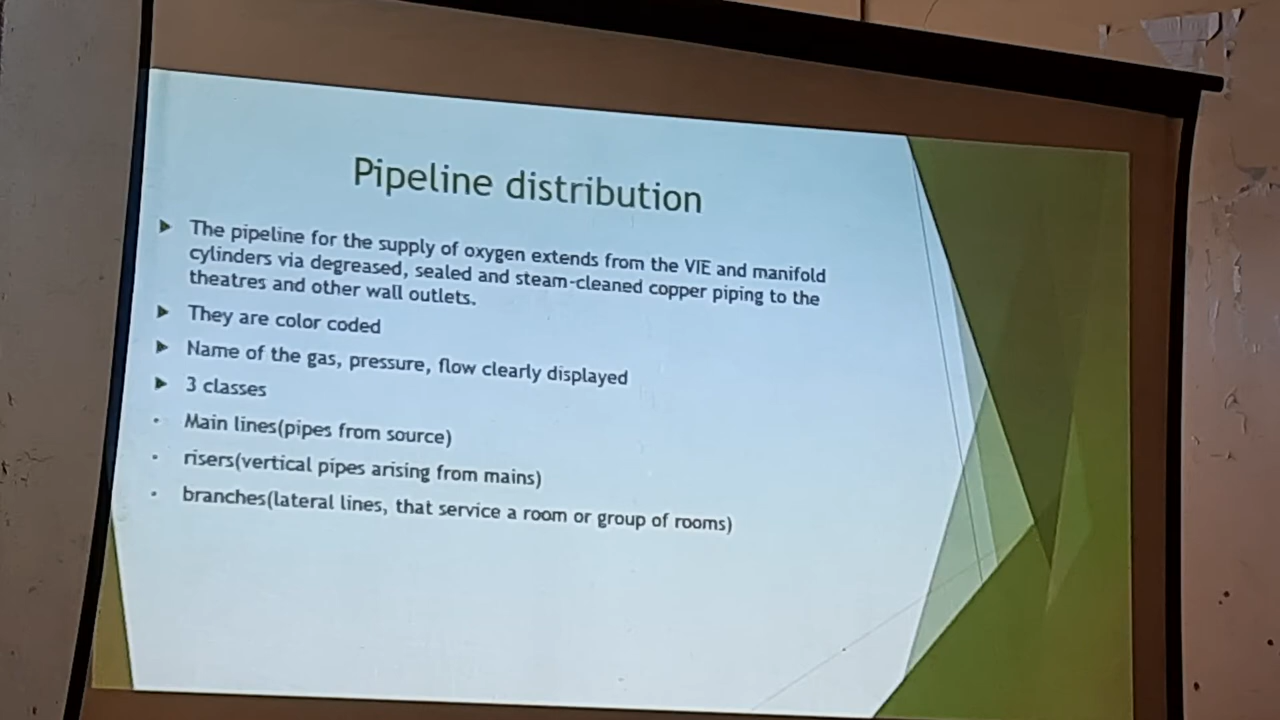 Pipeline distribution
The pipeline for the supply of oxygen extends from the VIE and manifold
cylinders via degreased, sealed and steam-cleaned copper piping to the
theatres and other wall outlets.
They are color coded
Name of the gas, pressure, flow clearly displayed
3 classes
Main lines(pipes from source)
risers(vertical pipes arising from mains)
branches(lateral lines, that service a room or group of rooms)